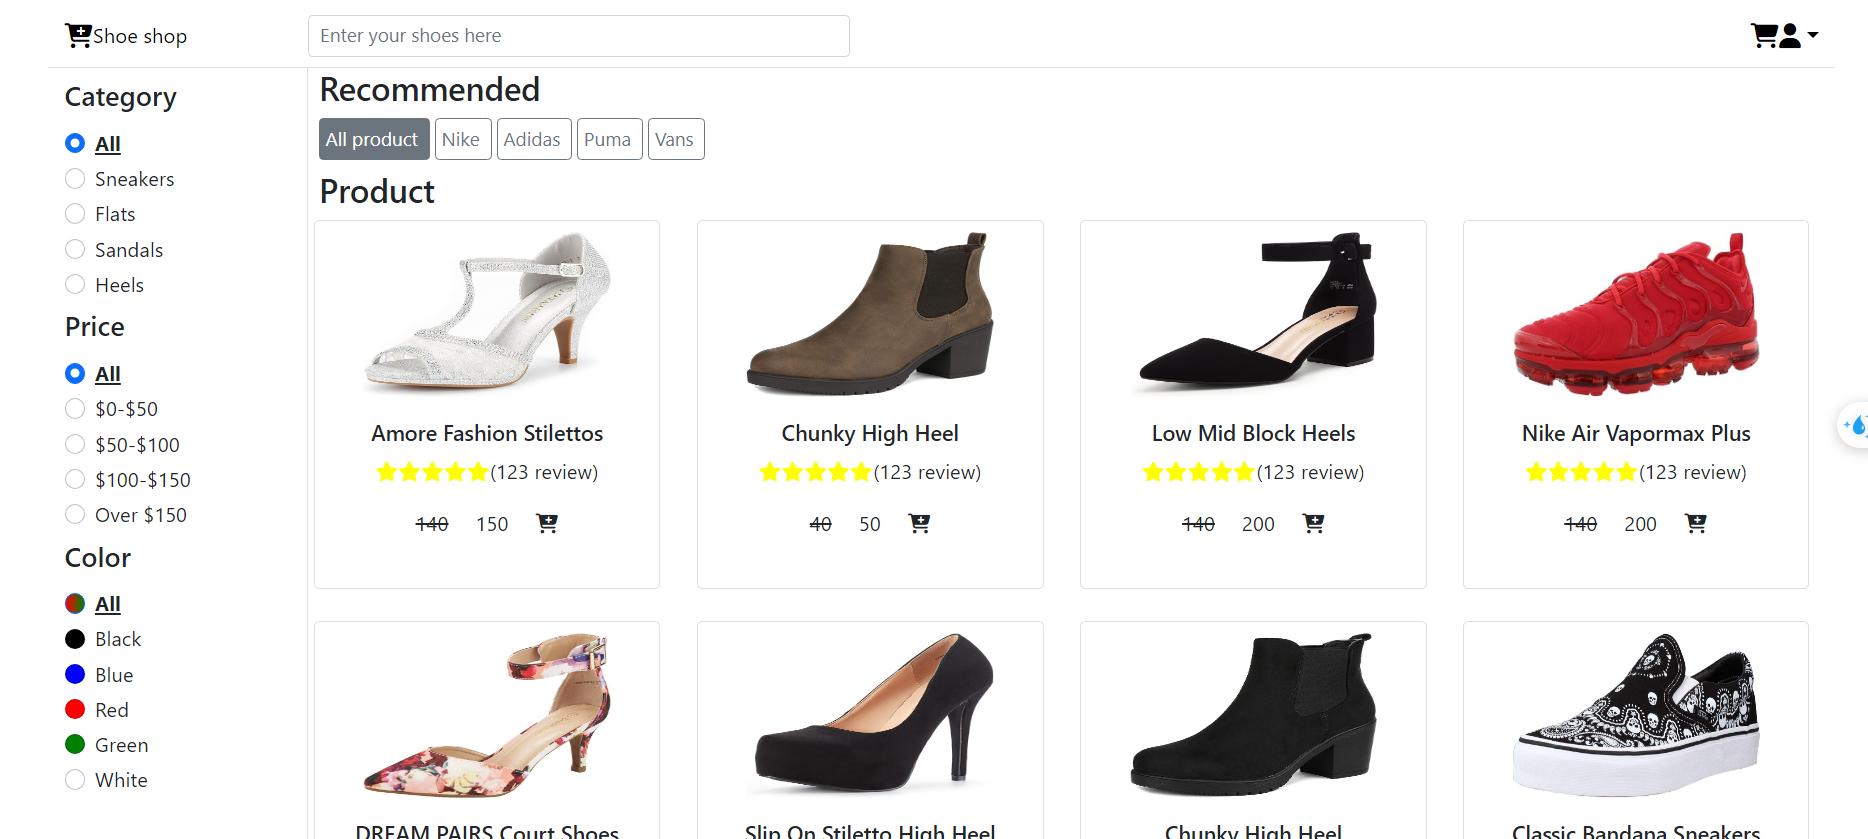 Shoe shop
Enter your shoes here
Category
All
Sneakers
Flats
Sandals
Heels
Price
All
$0-$50
$50-$100
$100-$150
Over $150
Color
All
Black
Blue
Red
Green
White
Recommended
All product Nike Adidas Puma Vans
Product
Amore Fashion Stilettos
(123 review)
140 150
Chunky High Heel
(123 review)
40 50
Low Mid Block Heels
(123 review)
140 200
Nike Air Vapormax Plus
(123 review)
140 200
DREAM PAIRS Court Shoes
Slip On Stiletto High Heel
Chunky High Heel
Classic Bandana Sneakers